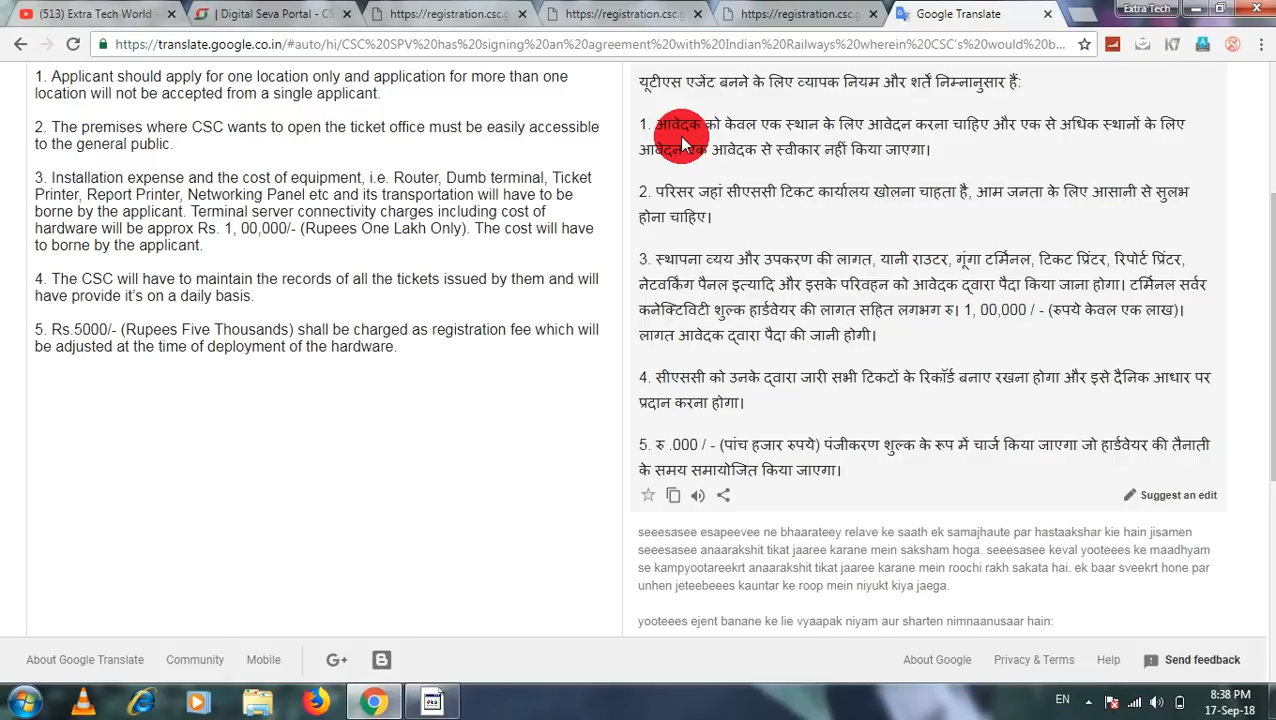 (513) Extra Tech World
| Digital Seva Portal - CS
https://registration.csc.g
https://registration.csc.g
https://registration.csc.g
Google Translate
Extra Tech
https://translate.google.co.in/#auto/hi/CSC%20SPV%20has%20signing%20an%20agreement%20with%20Indian%20Railways%20wherein%20CSC's%20would%20b...
1. Applicant should apply for one location only and application for more than one
location will not be accepted from a single applicant.
2. The premises where CSC wants to open the ticket office must be easily accessible
to the general public.
3. Installation expense and the cost of equipment, i.e. Router, Dumb terminal, Ticket
Printer, Report Printer, Networking Panel etc and its transportation will have to be
borne by the applicant. Terminal server connectivity charges including cost of
hardware will be approx Rs. 1, 00,000/- (Rupees One Lakh Only). The cost will have
to borne by the applicant.
4. The CSC will have to maintain the records of all the tickets issued by them and will
have provide it's on a daily basis.
5. Rs.5000/- (Rupees Five Thousands) shall be charged as registration fee which will
be adjusted at the time of deployment of the hardware.
यूटीएस एजेंट बनने के लिए व्यापक नियम और शर्तें निम्नानुसार हैं:
1. आवेदक को केवल एक स्थान के लिए आवेदन करना चाहिए और एक से अधिक स्थानों के लिए
आवेदन एक आवेदक से स्वीकार नहीं किया जाएगा।
2. परिसर जहां सीएससी टिकट कार्यालय खोलना चाहता है, आम जनता के लिए आसानी से सुलभ
होना चाहिए।
3. स्थापना व्यय और उपकरण की लागत, यानी राउटर, गूंगा टर्मिनल, टिकट प्रिंटर, रिपोर्ट प्रिंटर,
नेटवर्किंग पैनल इत्यादि और इसके परिवहन को आवेदक द्वारा पैदा किया जाना होगा। टर्मिनल सर्वर
कनेक्टिविटी शुल्क हार्डवेयर की लागत सहित लगभग रु। 1, 00,000 / - (रुपये केवल एक लाख)।
लागत आवेदक द्वारा पैदा की जानी होगी।
4. सीएससी को उनके द्वारा जारी सभी टिकटों के रिकॉर्ड बनाए रखना होगा और इसे दैनिक आधार पर
प्रदान करना होगा।
5. रु .000 / - (पांच हजार रुपये) पंजीकरण शुल्क के रूप में चार्ज किया जाएगा जो हार्डवेयर की तैनाती
के समय समायोजित किया जाएगा।
Suggest an edit
seeesasee esapeevee ne bhaarateey relave ke saath ek samajhaute par hastaakshar kie hain jisamen
seeesasee anaarakshit tikat jaaree karane mein saksham hoga. seeesasee keval yooteees ke maadhyam
se kampyootareekrt anaarakshit tikat jaaree karane mein roochi rakh sakata hai. ek baar sveekrt hone par
unhen jeteebeees kauntar ke roop mein niyukt kiya jaega.
yooteees ejent banane ke lie vyaapak niyam aur sharten nimnaanusaar hain:
About Google Translate
Community
Mobile
G+
About Google
Privacy & Terms
Help
Send feedback
EN
8:38 PM
17-Sep-18